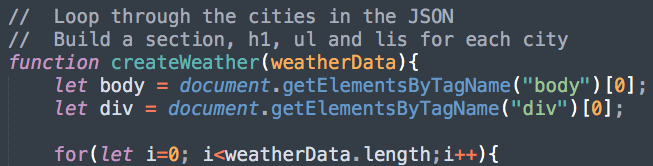 //  Loop through the cities in the JSON
//  Build a section, h1, ul and lis for each city
function createWeather(weatherData){
    let body = document.getElementsByTagName("body")[0];
    let div = document.getElementsByTagName("div")[0];
    for(let i=0; i<weatherData.length;i++){